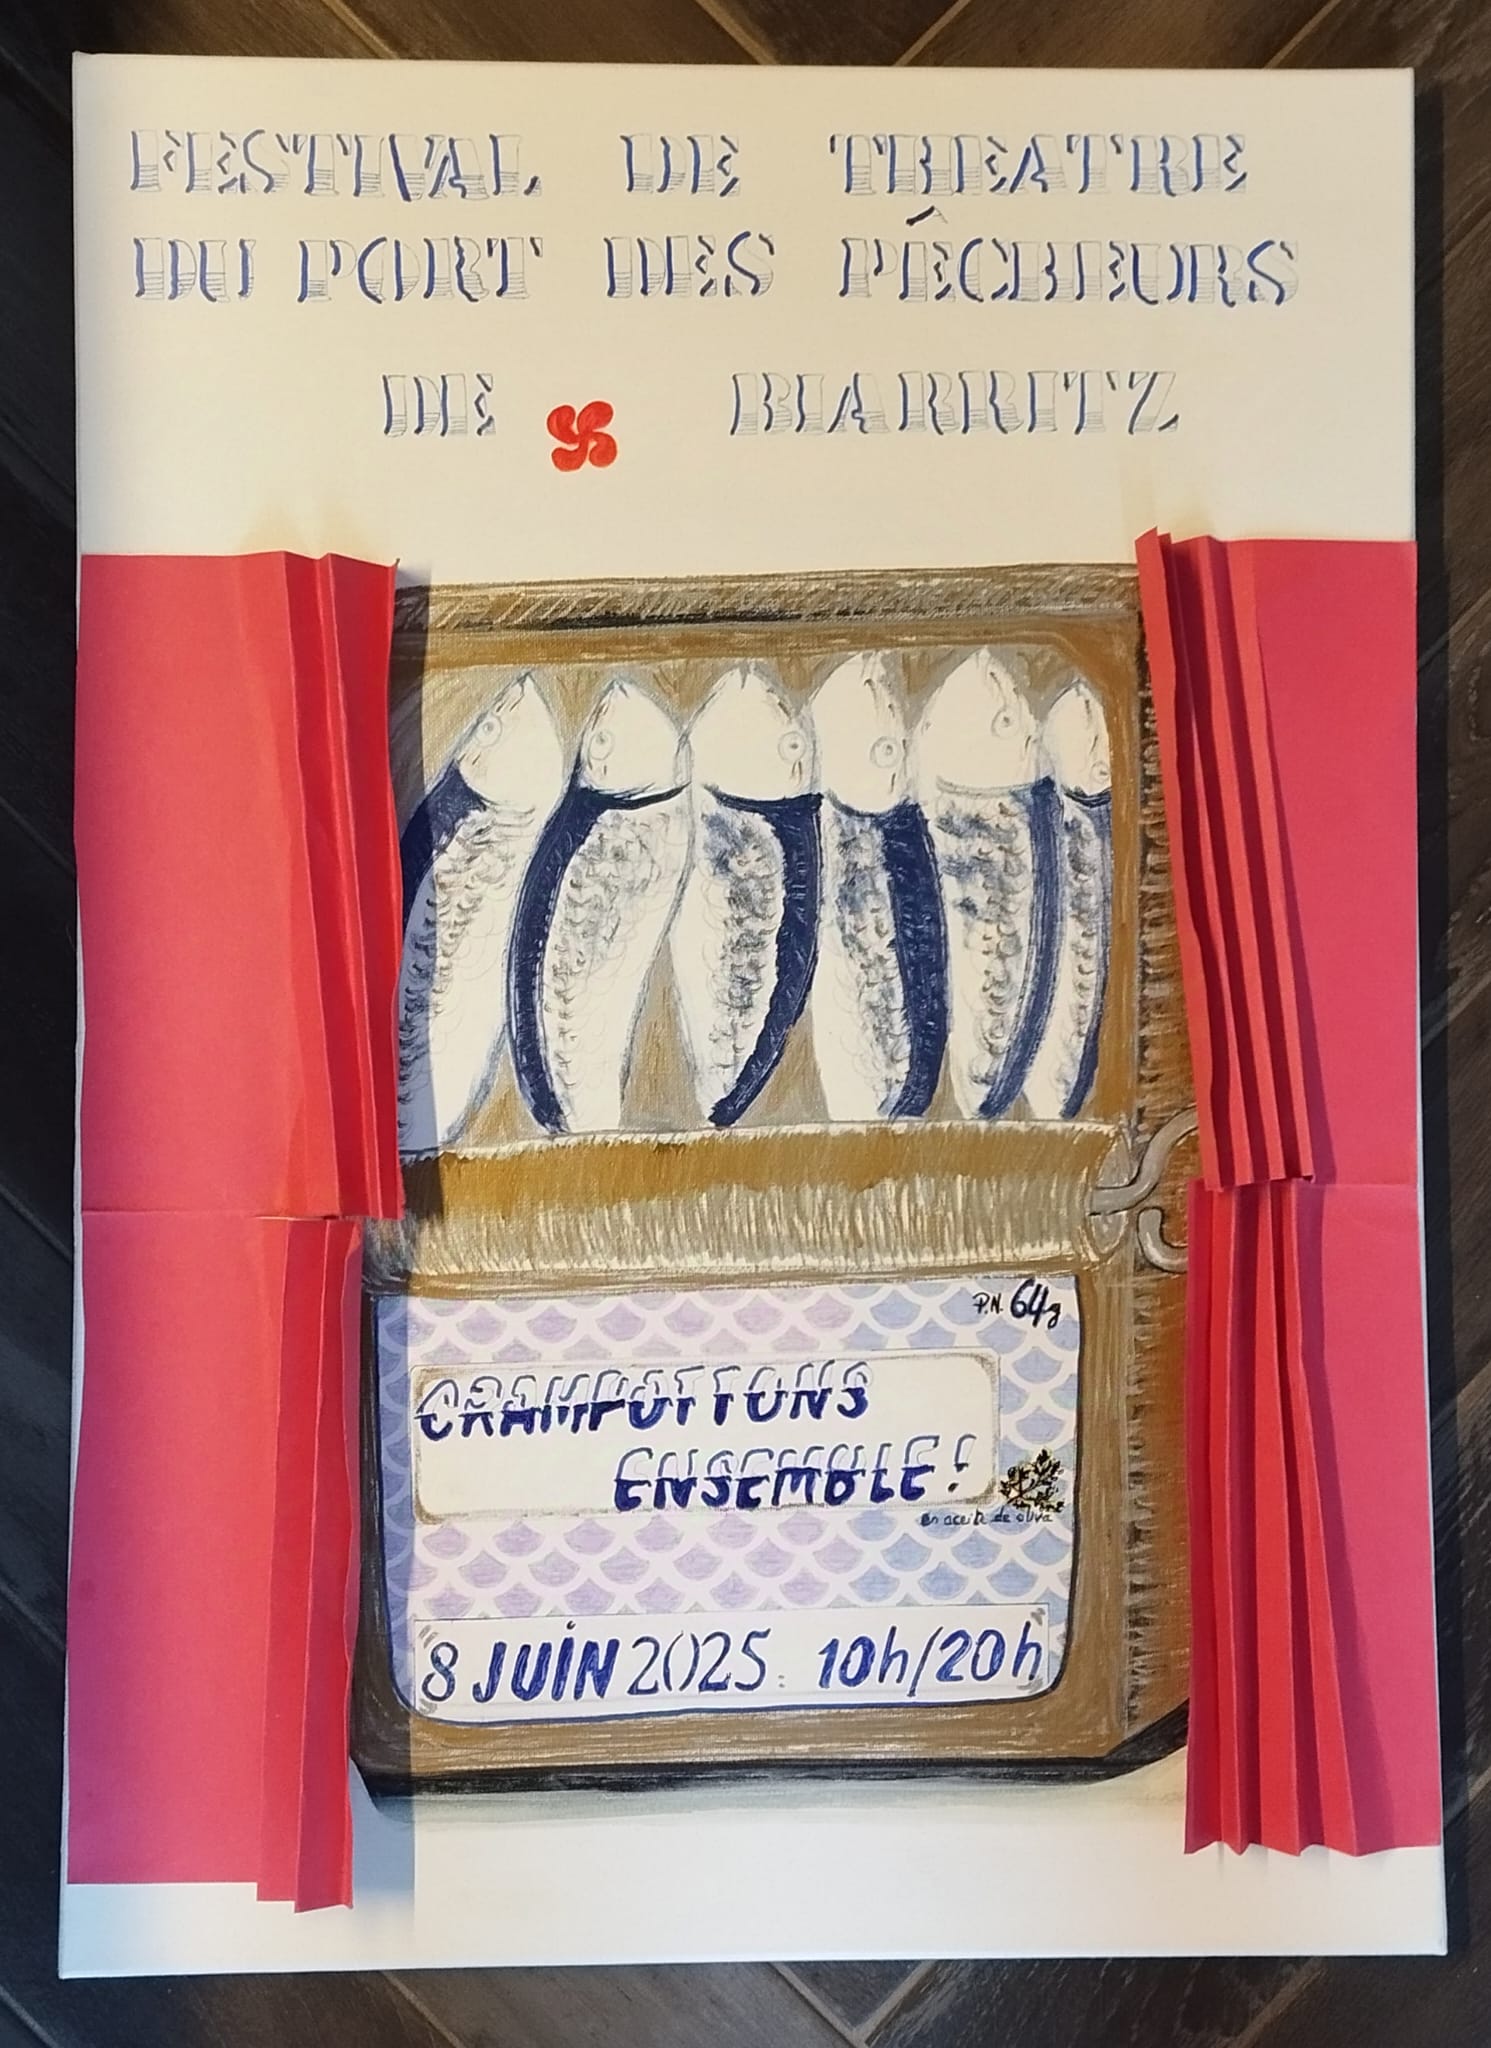 FESTIVAL DE THEATRE
DU PORT DES PÊCHEURS
DE BIARRITZ
P.N. 64g
CRAMPOTTONS
ENSEMBLE!
en aceite de oliva
8 JUIN 2025. 10h/20h